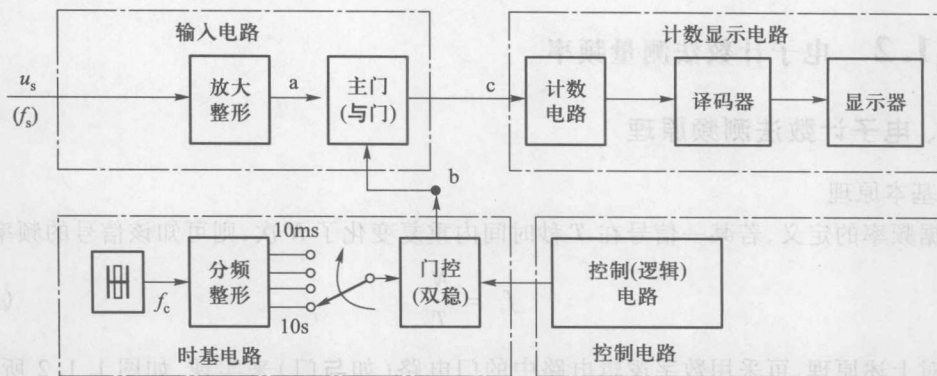 输入电路
u_s
(f_s)
放大
整形
a
主门
(与门)
c
计数显示电路
计数
电路
译码器
显示器
b
10ms
f_c
分频
整形
10s
门控
(双稳)
时基电路
控制(逻辑)
电路
控制电路